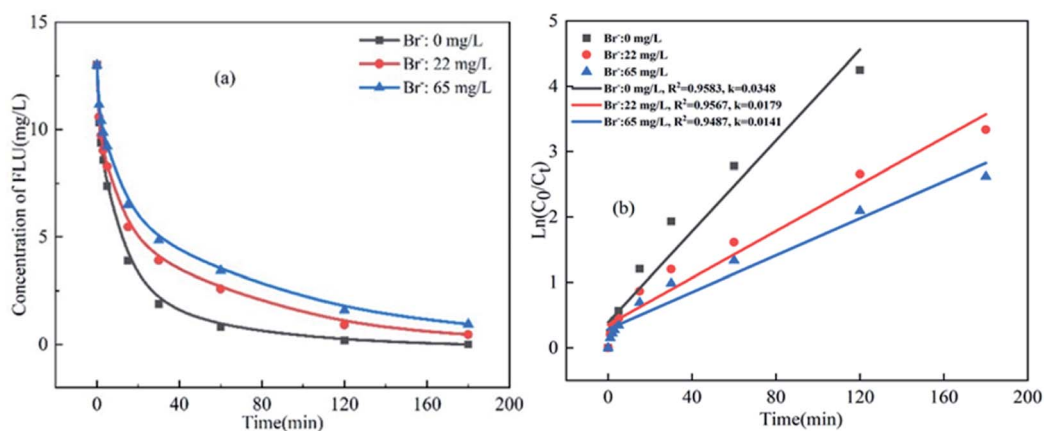 15
10
5
0
Concentration of FLU(mg/L)
(a)
Br⁻: 0 mg/L
Br⁻: 22 mg/L
Br⁻: 65 mg/L
0 40 80 120 160 200
Time(min)
5
4
3
2
1
0
Ln(C₀/Cₜ)
Br⁻:0 mg/L
Br⁻:22 mg/L
Br⁻:65 mg/L
Br⁻:0 mg/L, R²=0.9583, k=0.0348
Br⁻:22 mg/L, R²=0.9567, k=0.0179
Br⁻:65 mg/L, R²=0.9487, k=0.0141
(b)
0 40 80 120 160 200
Time(min)